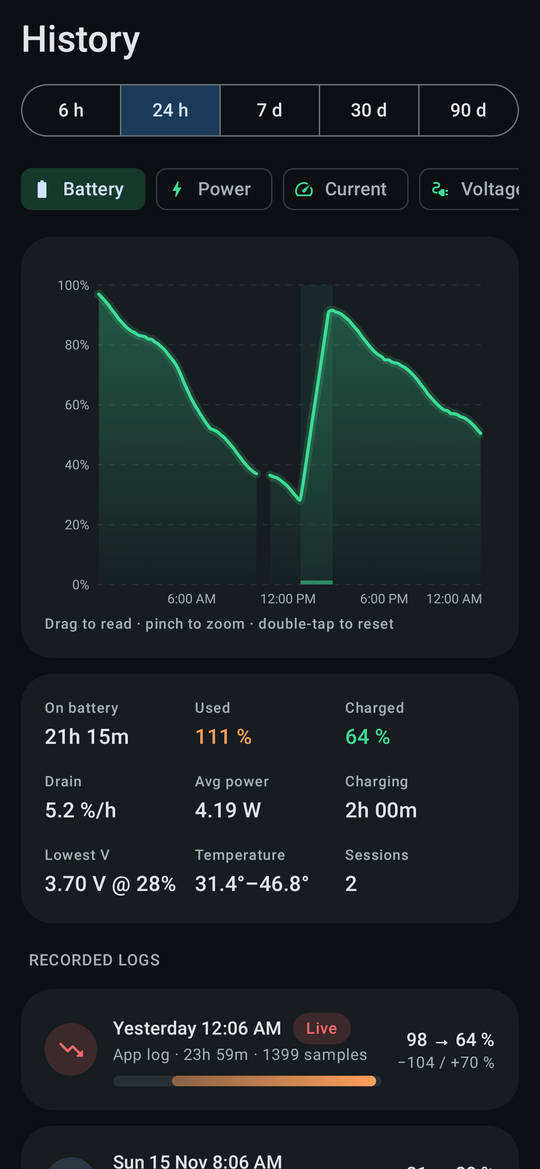 History
6 h 24 h 7 d 30 d 90 d
Battery Power Current Voltage
100%
80%
60%
40%
20%
0%
6:00 AM 12:00 PM 6:00 PM 12:00 AM
Drag to read · pinch to zoom · double-tap to reset
On battery Used Charged
21h 15m 111 % 64 %
Drain Avg power Charging
5.2 %/h 4.19 W 2h 00m
Lowest V Temperature Sessions
3.70 V @ 28% 31.4°–46.8° 2
RECORDED LOGS
Yesterday 12:06 AM Live
98 → 64 %
App log · 23h 59m · 1399 samples
−104 / +70 %
Sun 15 Nov 8:06 AM